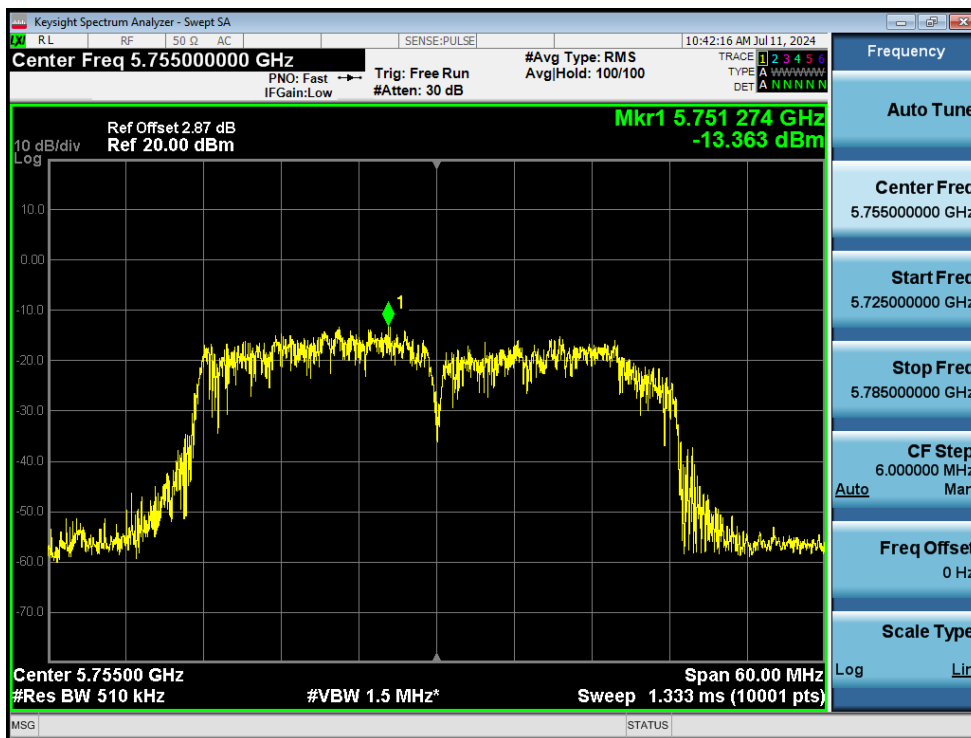 Keysight Spectrum Analyzer - Swept SA
LXI RL RF 50 Ω AC SENSE:PULSE 10:42:16 AM Jul 11, 2024
Center Freq 5.755000000 GHz
PNO: Fast
IFGain:Low
Trig: Free Run
#Atten: 30 dB
#Avg Type: RMS
Avg|Hold: 100/100
TRACE 1 2 3 4 5 6
TYPE A WWWWW
DET A N N N N N
Mkr1 5.751 274 GHz
-13.363 dBm
Ref Offset 2.87 dB
10 dB/div Ref 20.00 dBm
Log
10.0
0.00
-10.0
-20.0
-30.0
-40.0
-50.0
-60.0
-70.0
1
Center 5.75500 GHz Span 60.00 MHz
#Res BW 510 kHz #VBW 1.5 MHz* Sweep 1.333 ms (10001 pts)
MSG STATUS
Frequency
Auto Tune
Center Freq
5.755000000 GHz
Start Freq
5.725000000 GHz
Stop Freq
5.785000000 GHz
CF Step
6.000000 MHz
Auto Man
Freq Offset
0 Hz
Scale Type
Log Lin